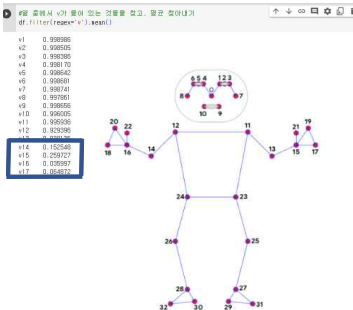 #열 중에서 v가 들어 있는 것들을 찾고, 평균 찾아내기
df.filter(regex='v').mean()
v1 0.998986
v2 0.998505
v3 0.998386
v4 0.998170
v5 0.998642
v6 0.998681
v7 0.998741
v8 0.997861
v9 0.998656
v10 0.996005
v11 0.995936
v12 0.929395
v14 0.152548
v15 0.259727
v16 0.035997
v17 0.064872
6 5 4 1 2 3
8 0 7
10 9
20 22 12 11 21 19
18 16 14 13 15 17
24 23
26 25
28 27
32 30 29 31